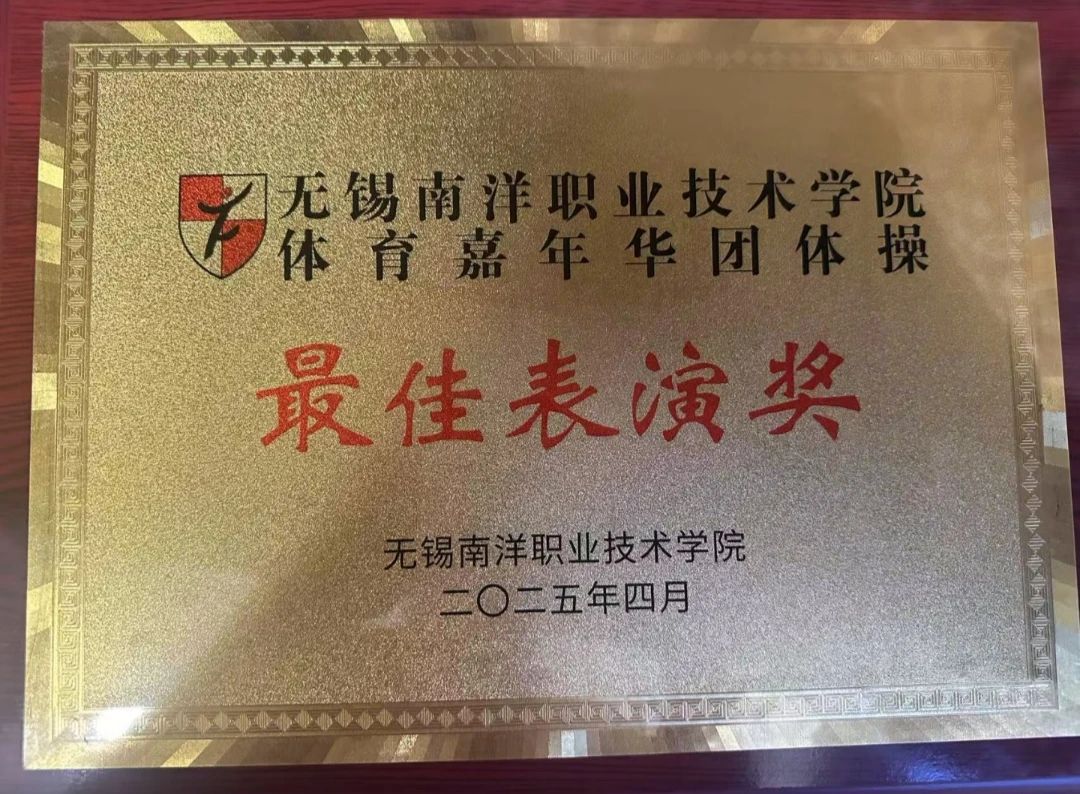 无锡南洋职业技术学院
体育嘉年华团体操
最佳表演奖
无锡南洋职业技术学院
二〇二五年四月